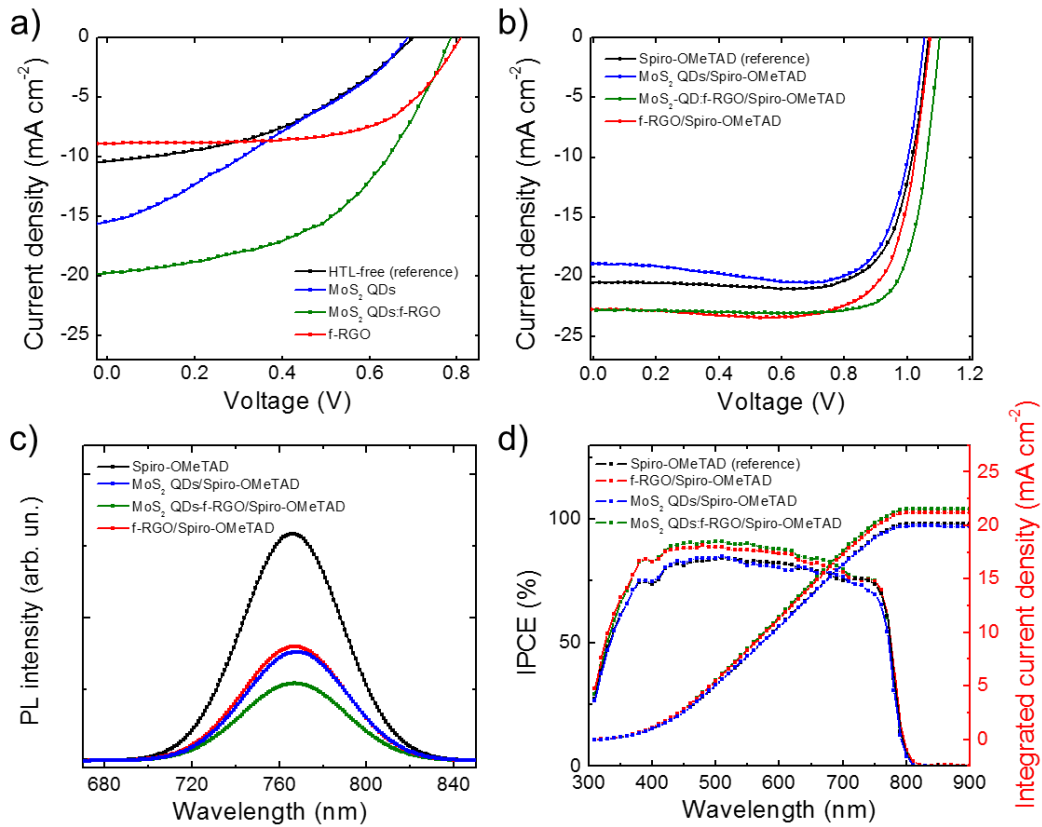 a)
0
-5
-10
-15
-20
-25
Current density (mA cm⁻²)
HTL-free (reference)
MoS₂ QDs
MoS₂ QDs:f-RGO
f-RGO
0.0 0.2 0.4 0.6 0.8
Voltage (V)
b)
0
-5
-10
-15
-20
-25
Current density (mA cm⁻²)
Spiro-OMeTAD (reference)
MoS₂ QDs/Spiro-OMeTAD
MoS₂-QD:f-RGO/Spiro-OMeTAD
f-RGO/Spiro-OMeTAD
0.0 0.2 0.4 0.6 0.8 1.0 1.2
Voltage (V)
c)
PL intensity (arb. un.)
Spiro-OMeTAD
MoS₂ QDs/Spiro-OMeTAD
MoS₂ QDs-f-RGO/Spiro-OMeTAD
f-RGO/Spiro-OMeTAD
680 720 760 800 840
Wavelength (nm)
d)
100
50
0
IPCE (%)
Spiro-OMeTAD (reference)
f-RGO/Spiro-OMeTAD
MoS₂ QDs/Spiro-OMeTAD
MoS₂ QDs:f-RGO/Spiro-OMeTAD
25
20
15
10
5
0
Integrated current density (mA cm⁻²)
300 400 500 600 700 800 900
Wavelength (nm)